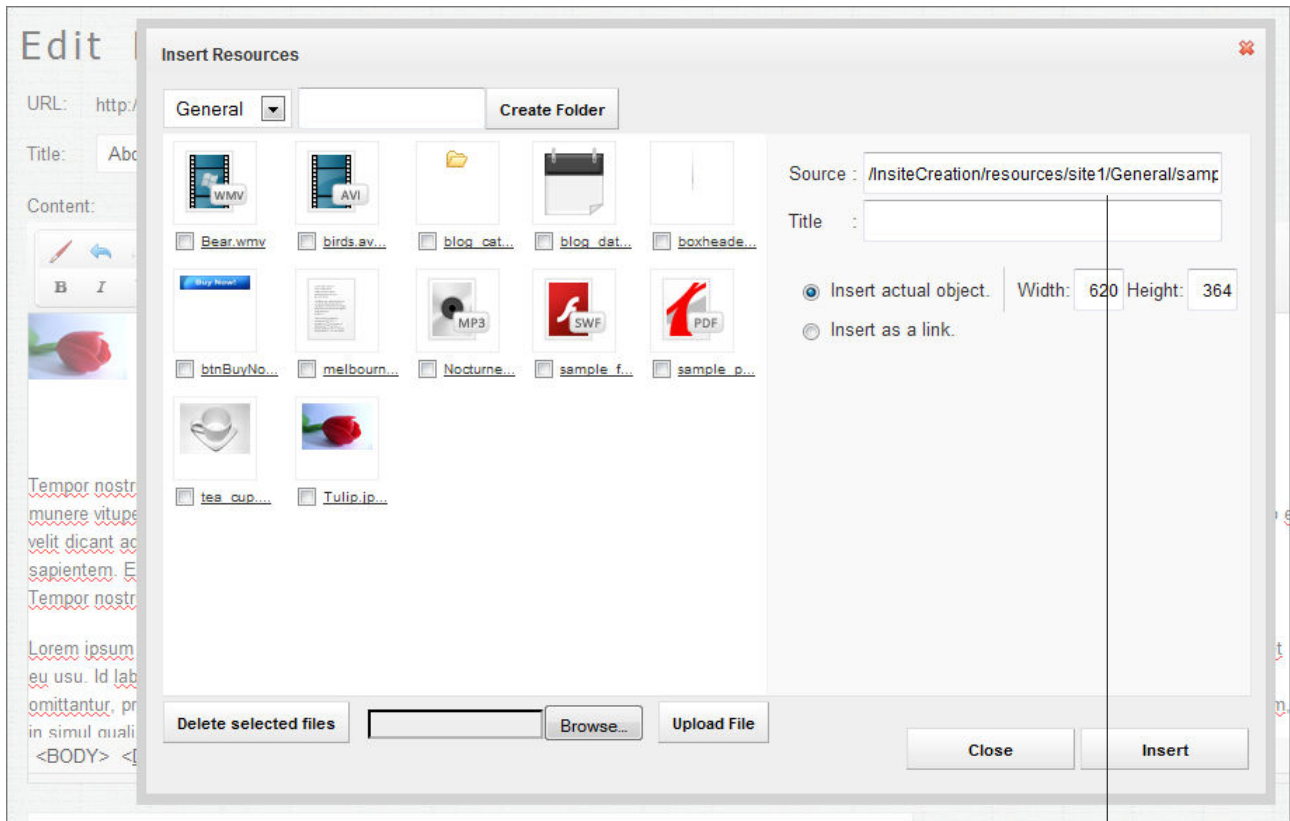 Edit
Insert Resources
URL: http:/
General
Create Folder
Title: Abo
Source : /InsiteCreation/resources/site1/General/samp
Title :
Content:
WMV
AVI
Bear.wmv
birds.av...
blog_cat...
blog_dat...
boxheade...
B I
Buy Now!
MP3
SWF
PDF
Insert actual object. Width: 620 Height: 364
Insert as a link.
btnBuyNo...
melbourn...
Nocturne...
sample_f...
sample_p...
tea_cup....
Tulip.jp...
Tempor nostr
munere vitupe
velit dicant ac
sapientem. E
Tempor nostr
Lorem ipsum
eu usu. Id lab
omittantur, pr
in simul quali
Delete selected files
Browse...
Upload File
Close
Insert
<BODY>